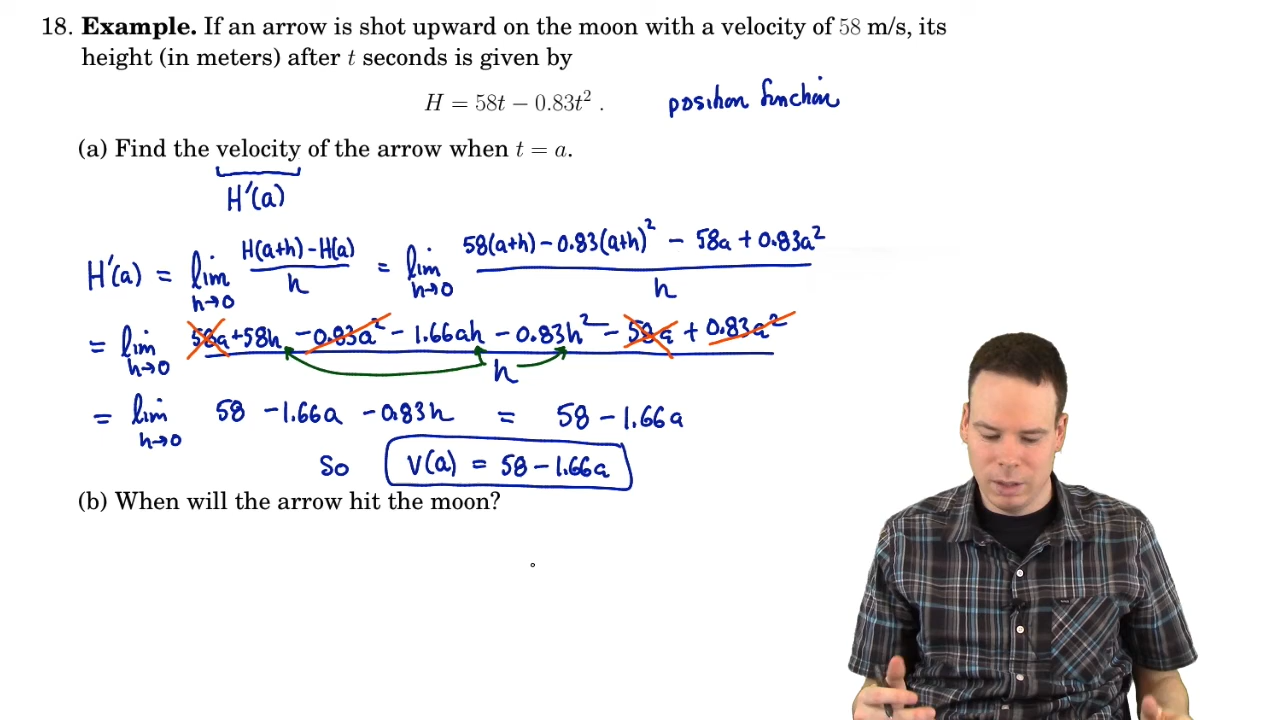 18. Example. If an arrow is shot upward on the moon with a velocity of 58 m/s, its
height (in meters) after t seconds is given by
H = 58t − 0.83t² .
position function
(a) Find the velocity of the arrow when t = a.
H'(a)
H'(a) = lim h→0 H(a+h) − H(a) / h = lim h→0 58(a+h) − 0.83(a+h)² − 58a + 0.83a² / h
= lim h→0 58a + 58h − 0.83a² − 1.66ah − 0.83h² − 58a + 0.83a² / h
= lim h→0 58 − 1.66a − 0.83h = 58 − 1.66a
So v(a) = 58 − 1.66a
(b) When will the arrow hit the moon?